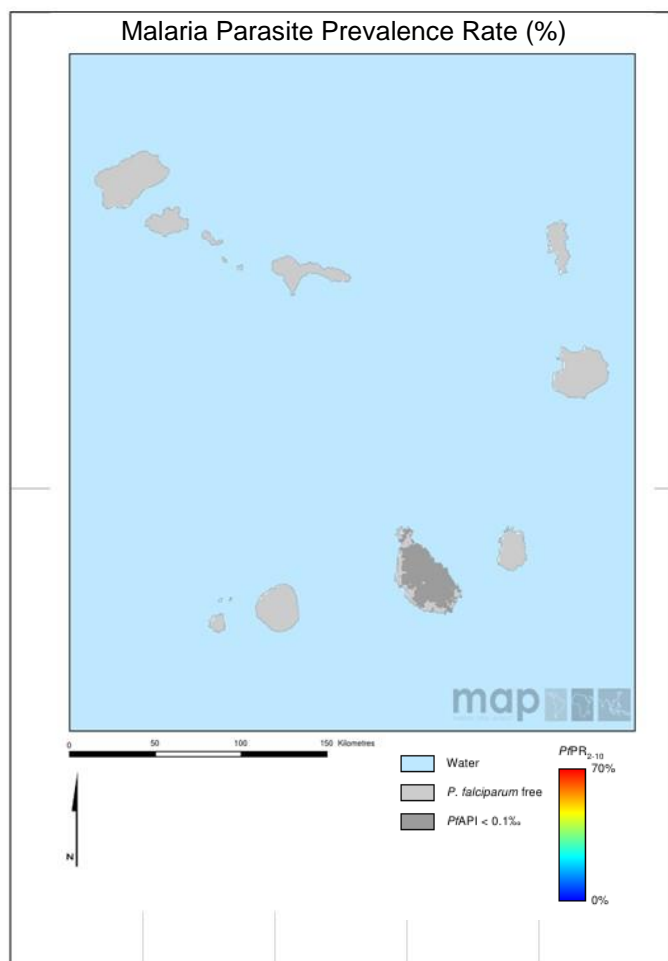 Malaria Parasite Prevalence Rate (%)
map
0 50 100 150 Kilometres
N
Water
P. falciparum free
PfAPI < 0.1‰
PfPR2-10
70%
0%